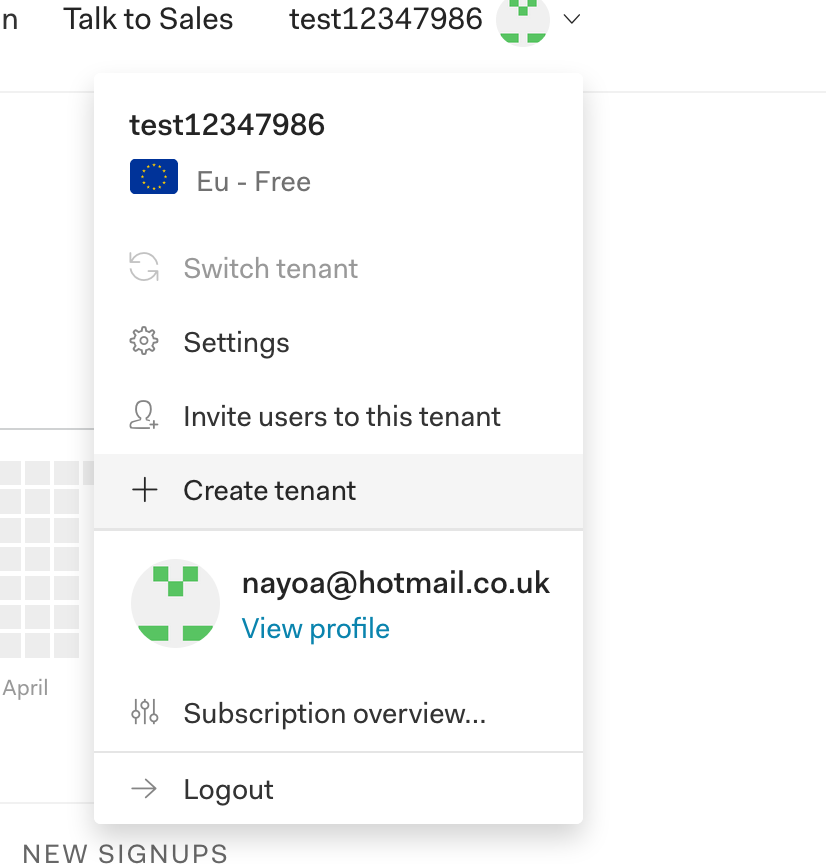 n Talk to Sales test12347986
test12347986
Eu - Free
Switch tenant
Settings
Invite users to this tenant
Create tenant
nayoa@hotmail.co.uk
View profile
April
Subscription overview...
Logout
NEW SIGNUPS